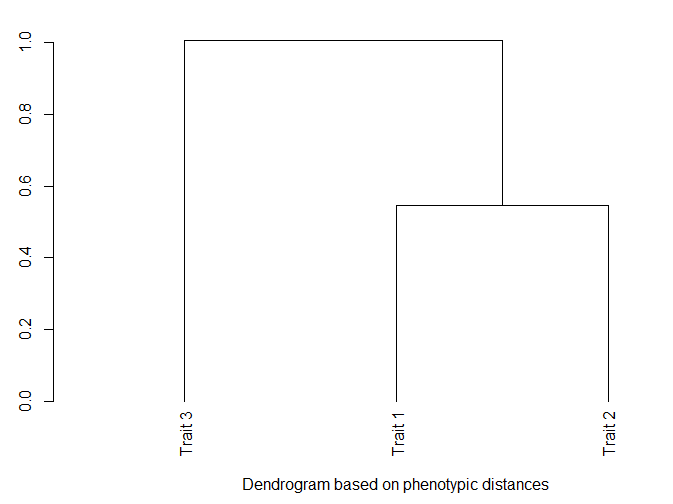 1.0
0.8
0.6
0.4
0.2
0.0
Trait 3
Trait 1
Trait 2
Dendrogram based on phenotypic distances